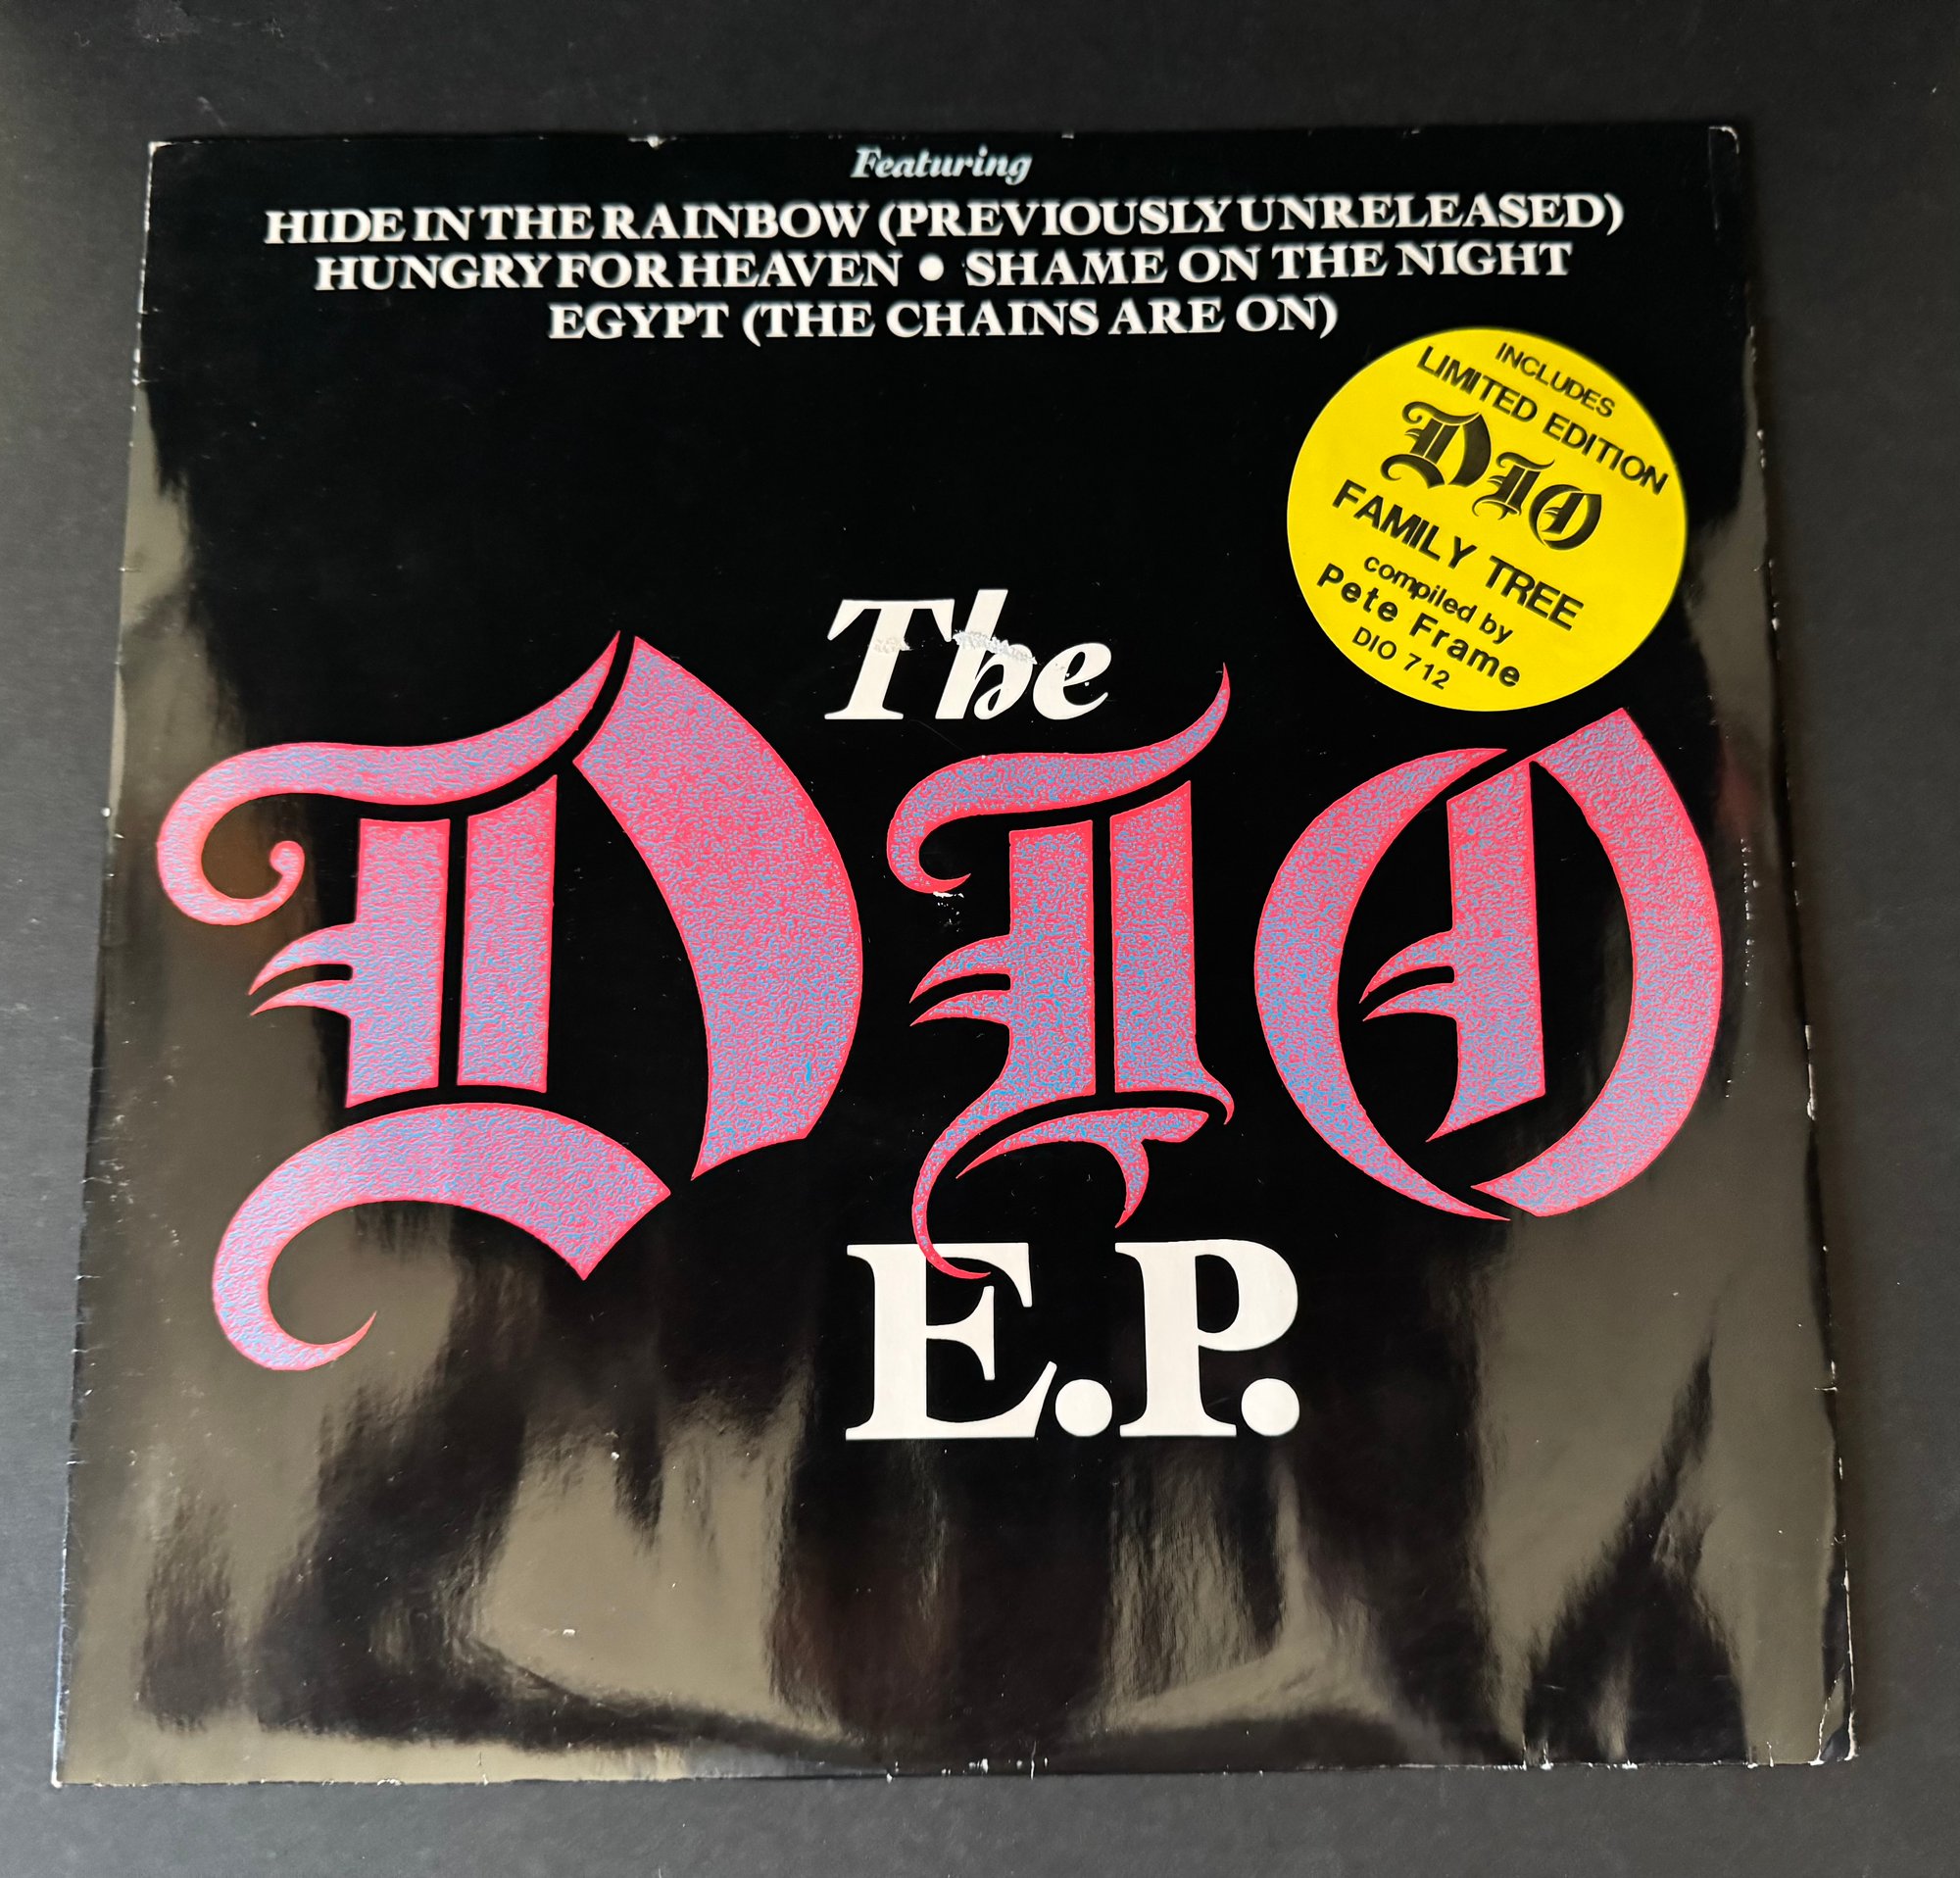 Featuring
HIDE IN THE RAINBOW (PREVIOUSLY UNRELEASED)
HUNGRY FOR HEAVEN ● SHAME ON THE NIGHT
EGYPT (THE CHAINS ARE ON)
INCLUDES
LIMITED EDITION
DIO
FAMILY TREE
compiled by
Pete Frame
DIO 712
The
DIO
E.P.